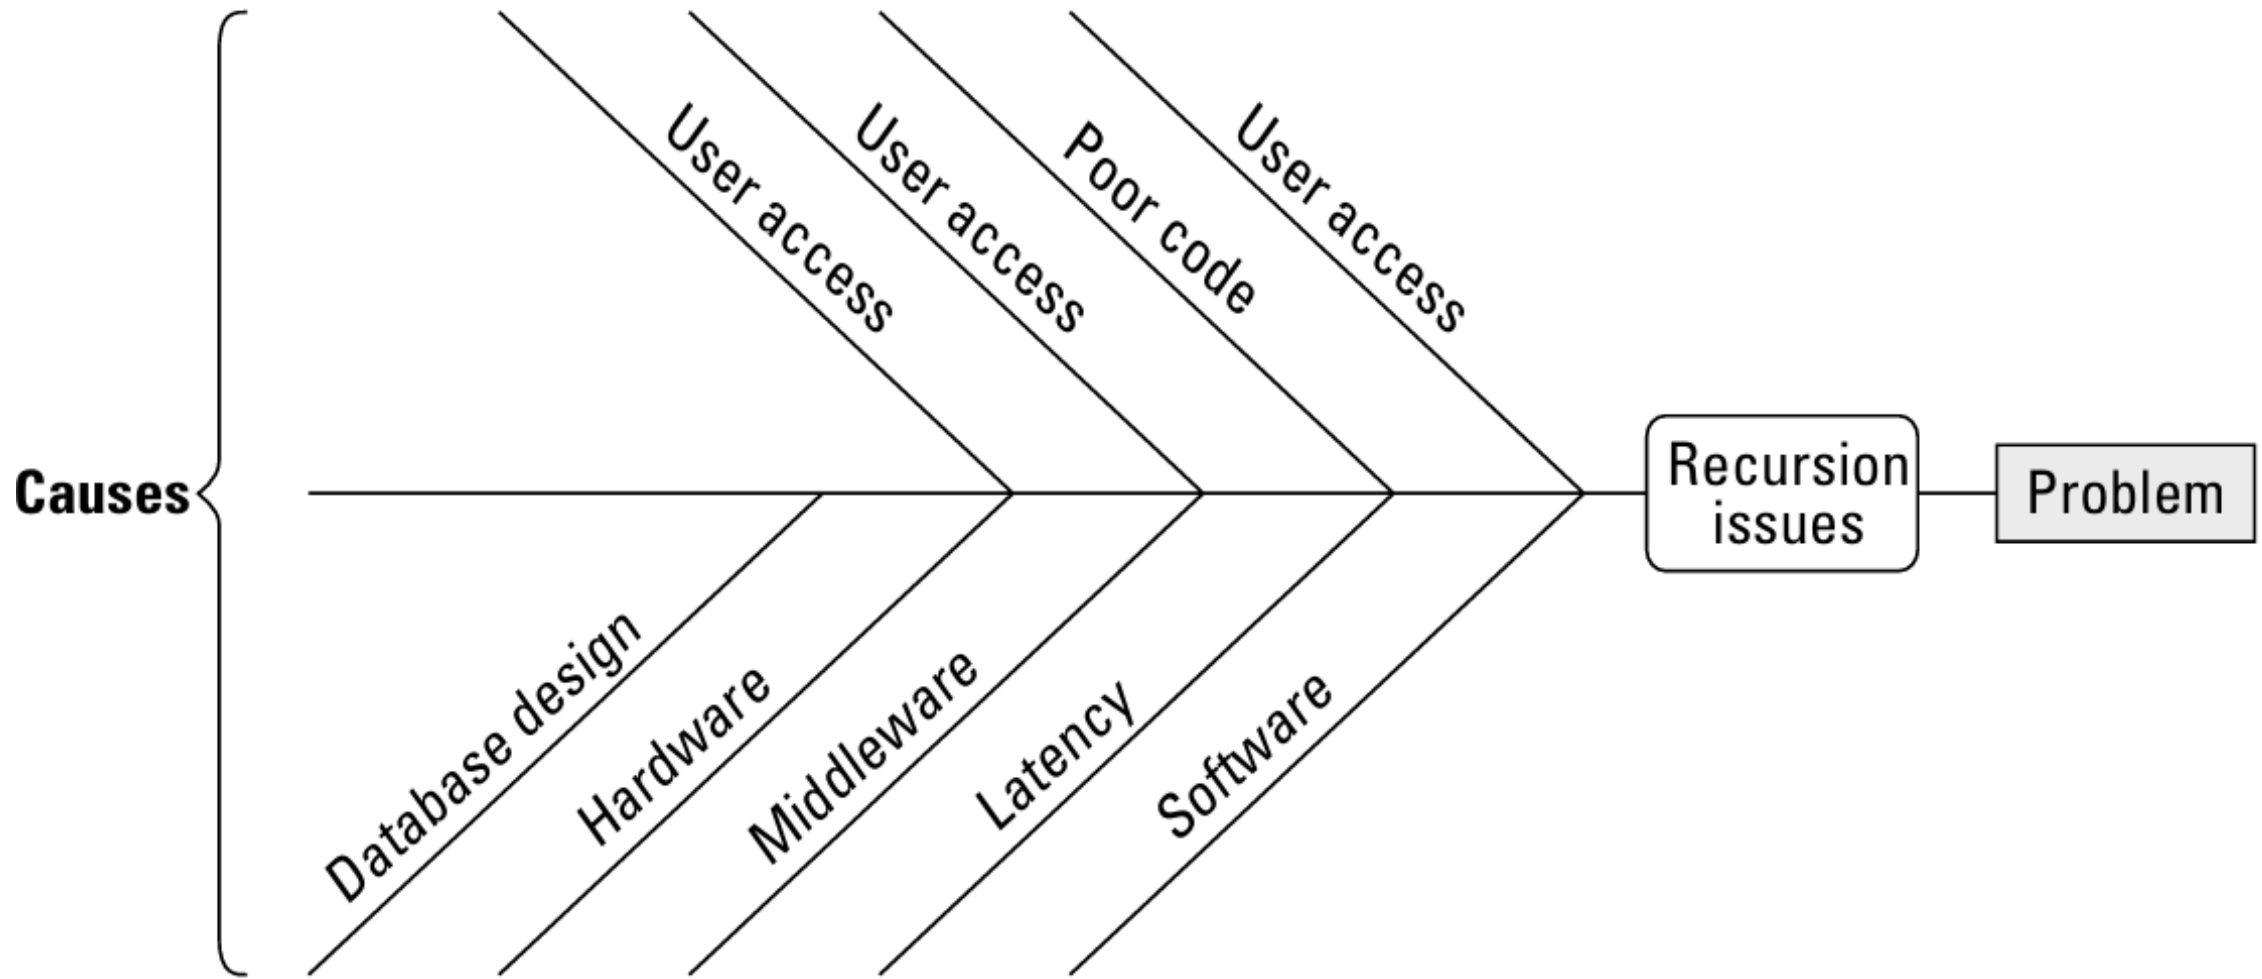 User access
User access
Poor code
User access
Causes
Recursion
issues
Problem
Database design
Hardware
Middleware
Latency
Software